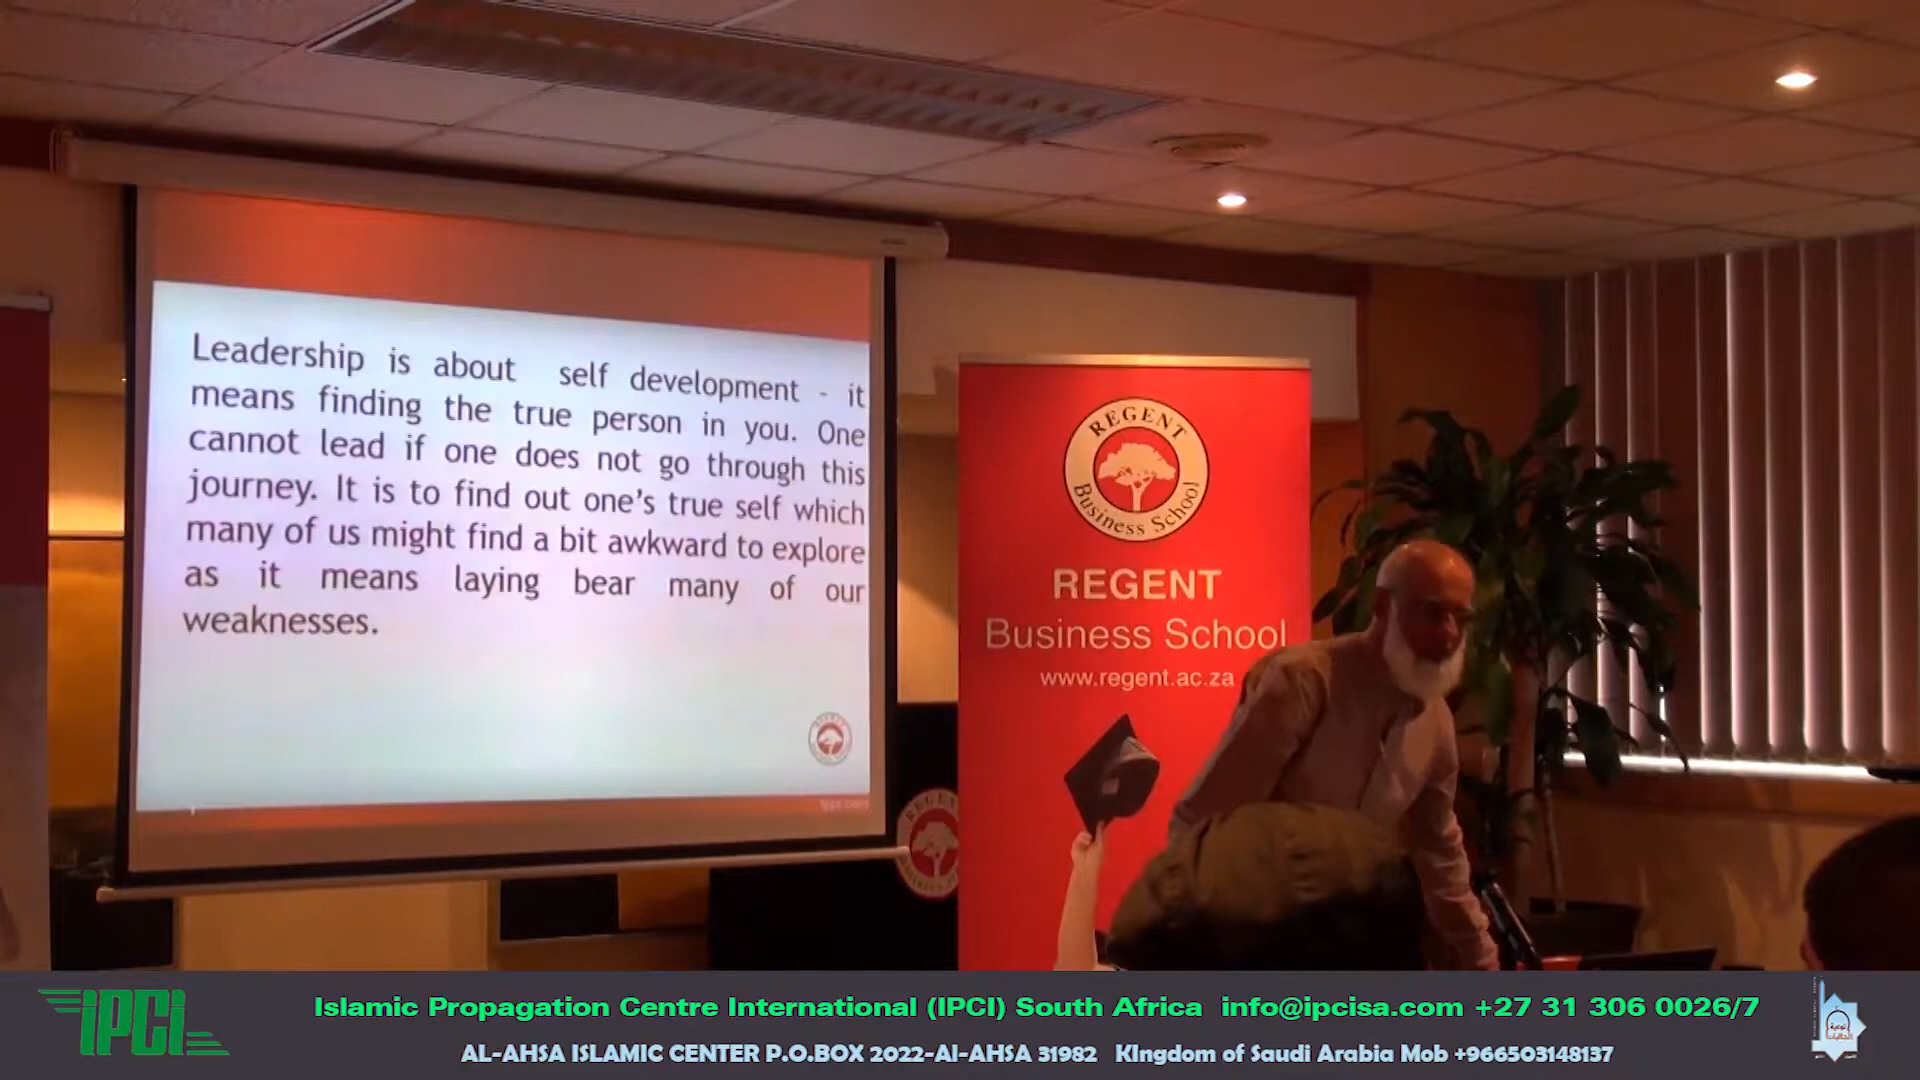 Leadership is about self development - it
means finding the true person in you. One
cannot lead if one does not go through this
journey. It is to find out one's true self which
many of us might find a bit awkward to explore
as it means laying bear many of our
weaknesses.
REGENT
Business School
REGENT
Business School
www.regent.ac.za
REGENT
IPCI
Islamic Propagation Centre International (IPCI) South Africa info@ipcisa.com +27 31 306 0026/7
AL-AHSA ISLAMIC CENTER P.O.BOX 2022-Al-AHSA 31982 KIngdom of Saudi Arabia Mob +966503148137